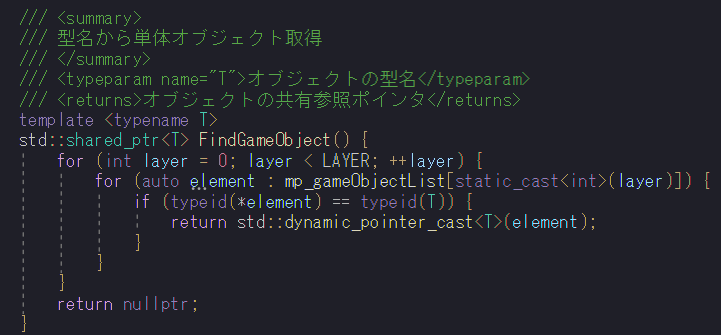 /// <summary>
/// 型名から単体オブジェクト取得
/// </summary>
/// <typeparam name="T">オブジェクトの型名</typeparam>
/// <returns>オブジェクトの共有参照ポインタ</returns>
template <typename T>
std::shared_ptr<T> FindGameObject() {
    for (int layer = 0; layer < LAYER; ++layer) {
        for (auto element : mp_gameObjectList[static_cast<int>(layer)]) {
            if (typeid(*element) == typeid(T)) {
                return std::dynamic_pointer_cast<T>(element);
            }
        }
    }
    return nullptr;
}